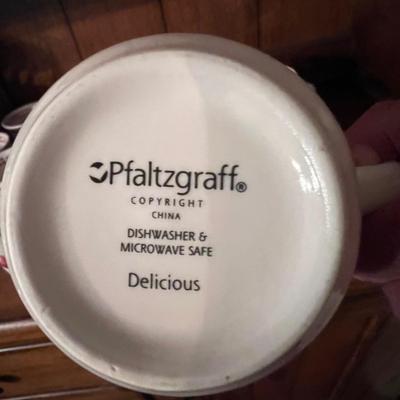 Pfaltzgraff®
COPYRIGHT
CHINA
DISHWASHER &
MICROWAVE SAFE
Delicious